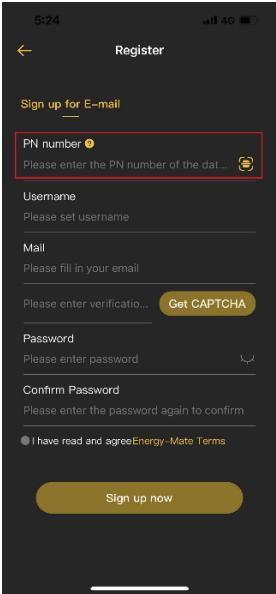 5:24
4G
Register
Sign up for E-mail
PN number ?
Please enter the PN number of the dat...
Username
Please set username
Mail
Please fill in your email
Please enter verificatio... Get CAPTCHA
Password
Please enter password
Confirm Password
Please enter the password again to confirm
I have read and agreeEnergy-Mate Terms
Sign up now